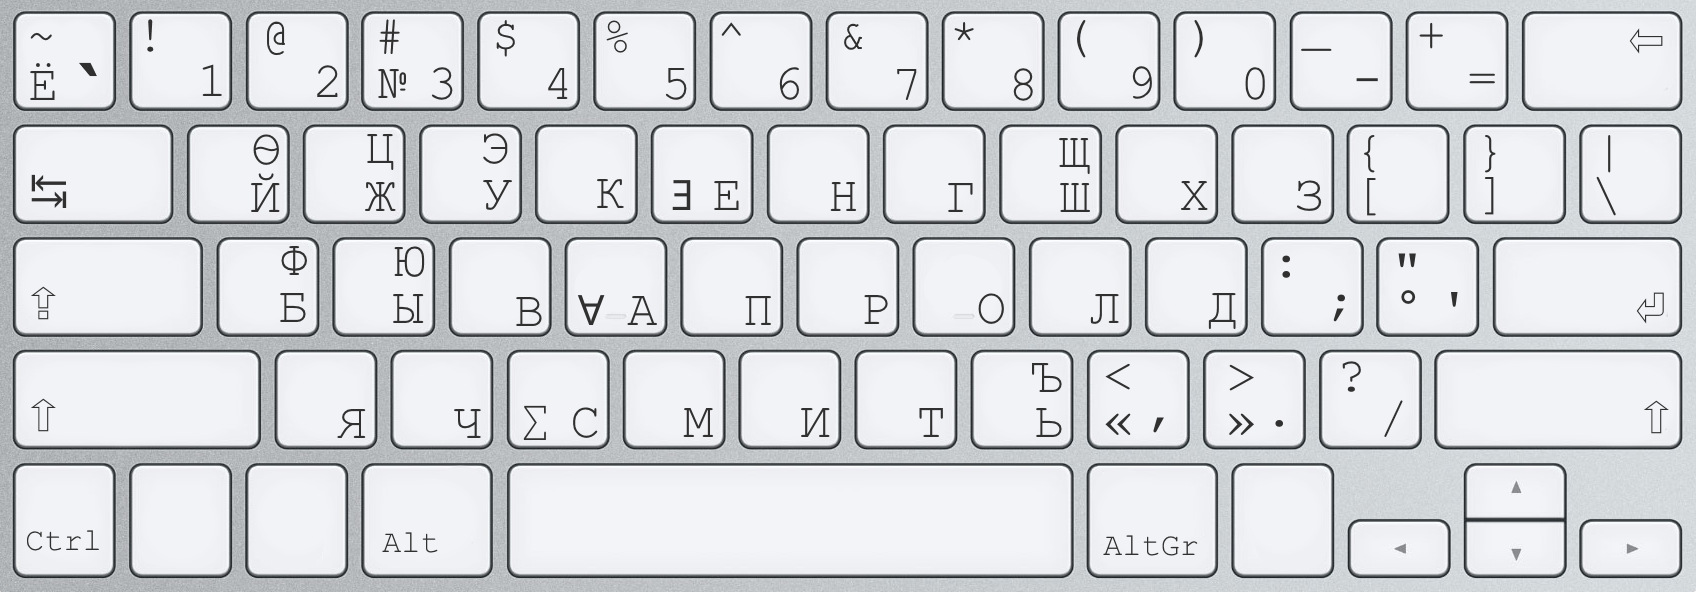 ~ Ё ` ! 1 @ 2 # № 3 $ 4 % 5 ^ 6 & 7 * 8 ( 9 ) 0 _ - + = ⇦
↹ Ѳ Й Ц Ж Э У К Ǝ Е Н Г Щ Ш Х З { [ } ] | \
⇪ Ф Б Ю Ы В ∀ А П Р О Л Д : ; " ° ' ⏎
⇧ Я Ч ∑ С М И Т Ъ Ь < « , > » . ? / ⇧
Ctrl Alt AltGr ◂ ▴ ▾ ▸